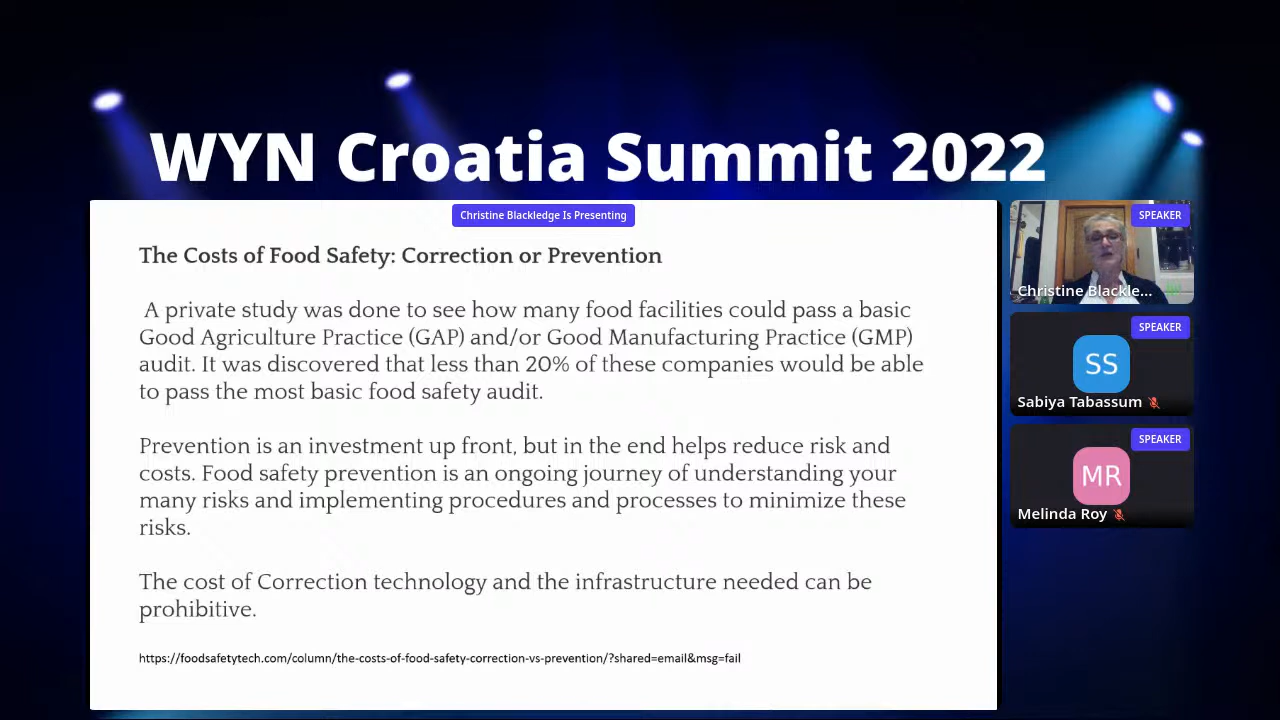 WYN Croatia Summit 2022
Christine Blackledge Is Presenting
The Costs of Food Safety: Correction or Prevention
A private study was done to see how many food facilities could pass a basic
Good Agriculture Practice (GAP) and/or Good Manufacturing Practice (GMP)
audit. It was discovered that less than 20% of these companies would be able
to pass the most basic food safety audit.
Prevention is an investment up front, but in the end helps reduce risk and
costs. Food safety prevention is an ongoing journey of understanding your
many risks and implementing procedures and processes to minimize these
risks.
The cost of Correction technology and the infrastructure needed can be
prohibitive.
https://foodsafetytech.com/column/the-costs-of-food-safety-correction-vs-prevention/?shared=email&msg=fail
SPEAKER
Christine Blackle...
SPEAKER
SS
Sabiya Tabassum
SPEAKER
MR
Melinda Roy